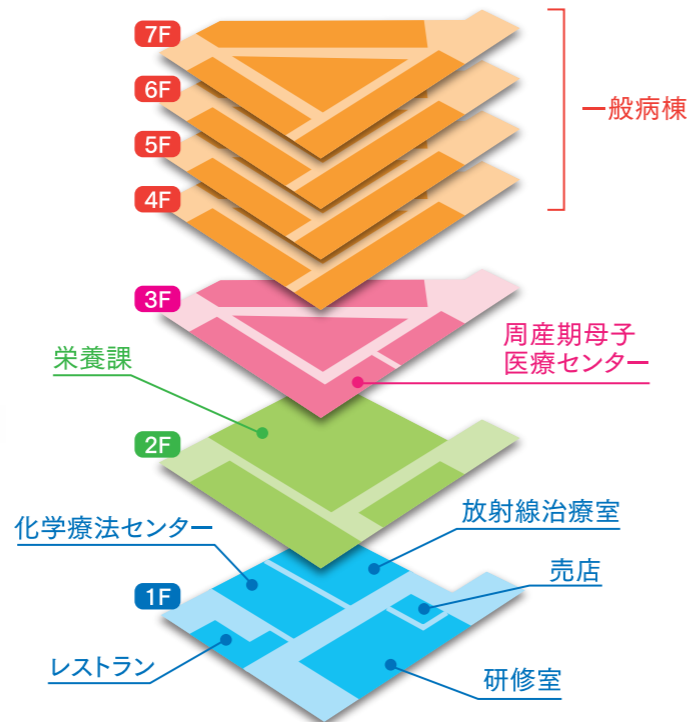 7F
6F
5F
4F
一般病棟
3F
周産期母子
医療センター
栄養課
2F
化学療法センター
放射線治療室
売店
1F
レストラン
研修室